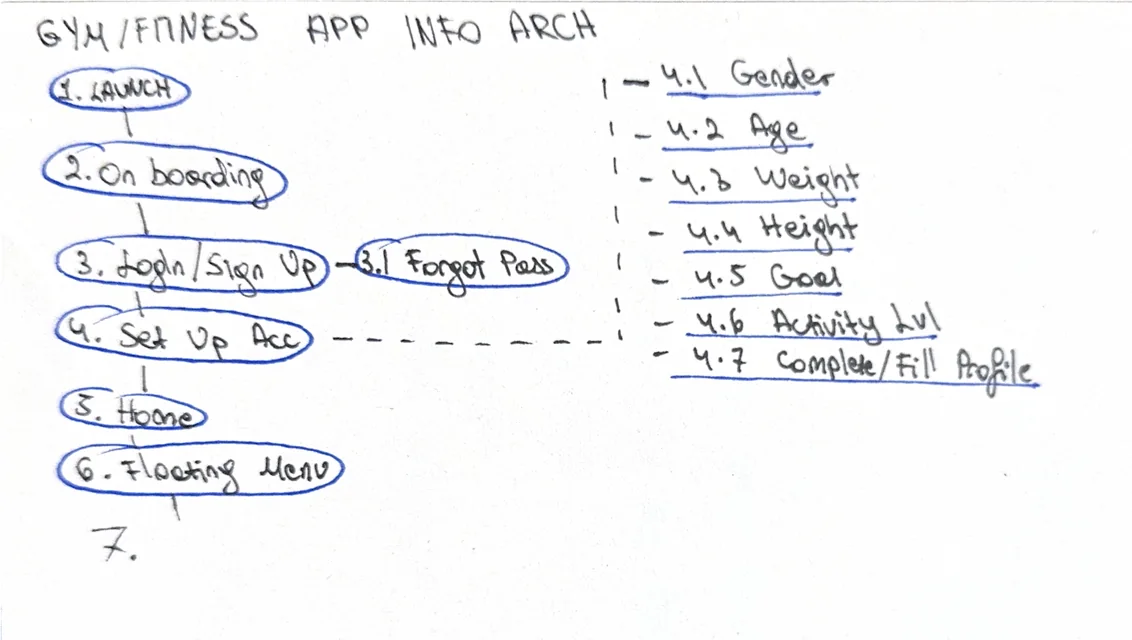 GYM/FITNESS APP INFO ARCH
1. LAUNCH
2. On boarding
3. Login/Sign Up
3.1 Forgot Pass
4. Set Up Acc
5. Home
6. Floating Menu
7.
4.1 Gender
4.2 Age
4.3 Weight
4.4 Height
4.5 Goal
4.6 Activity Lvl
4.7 Complete/Fill Profile